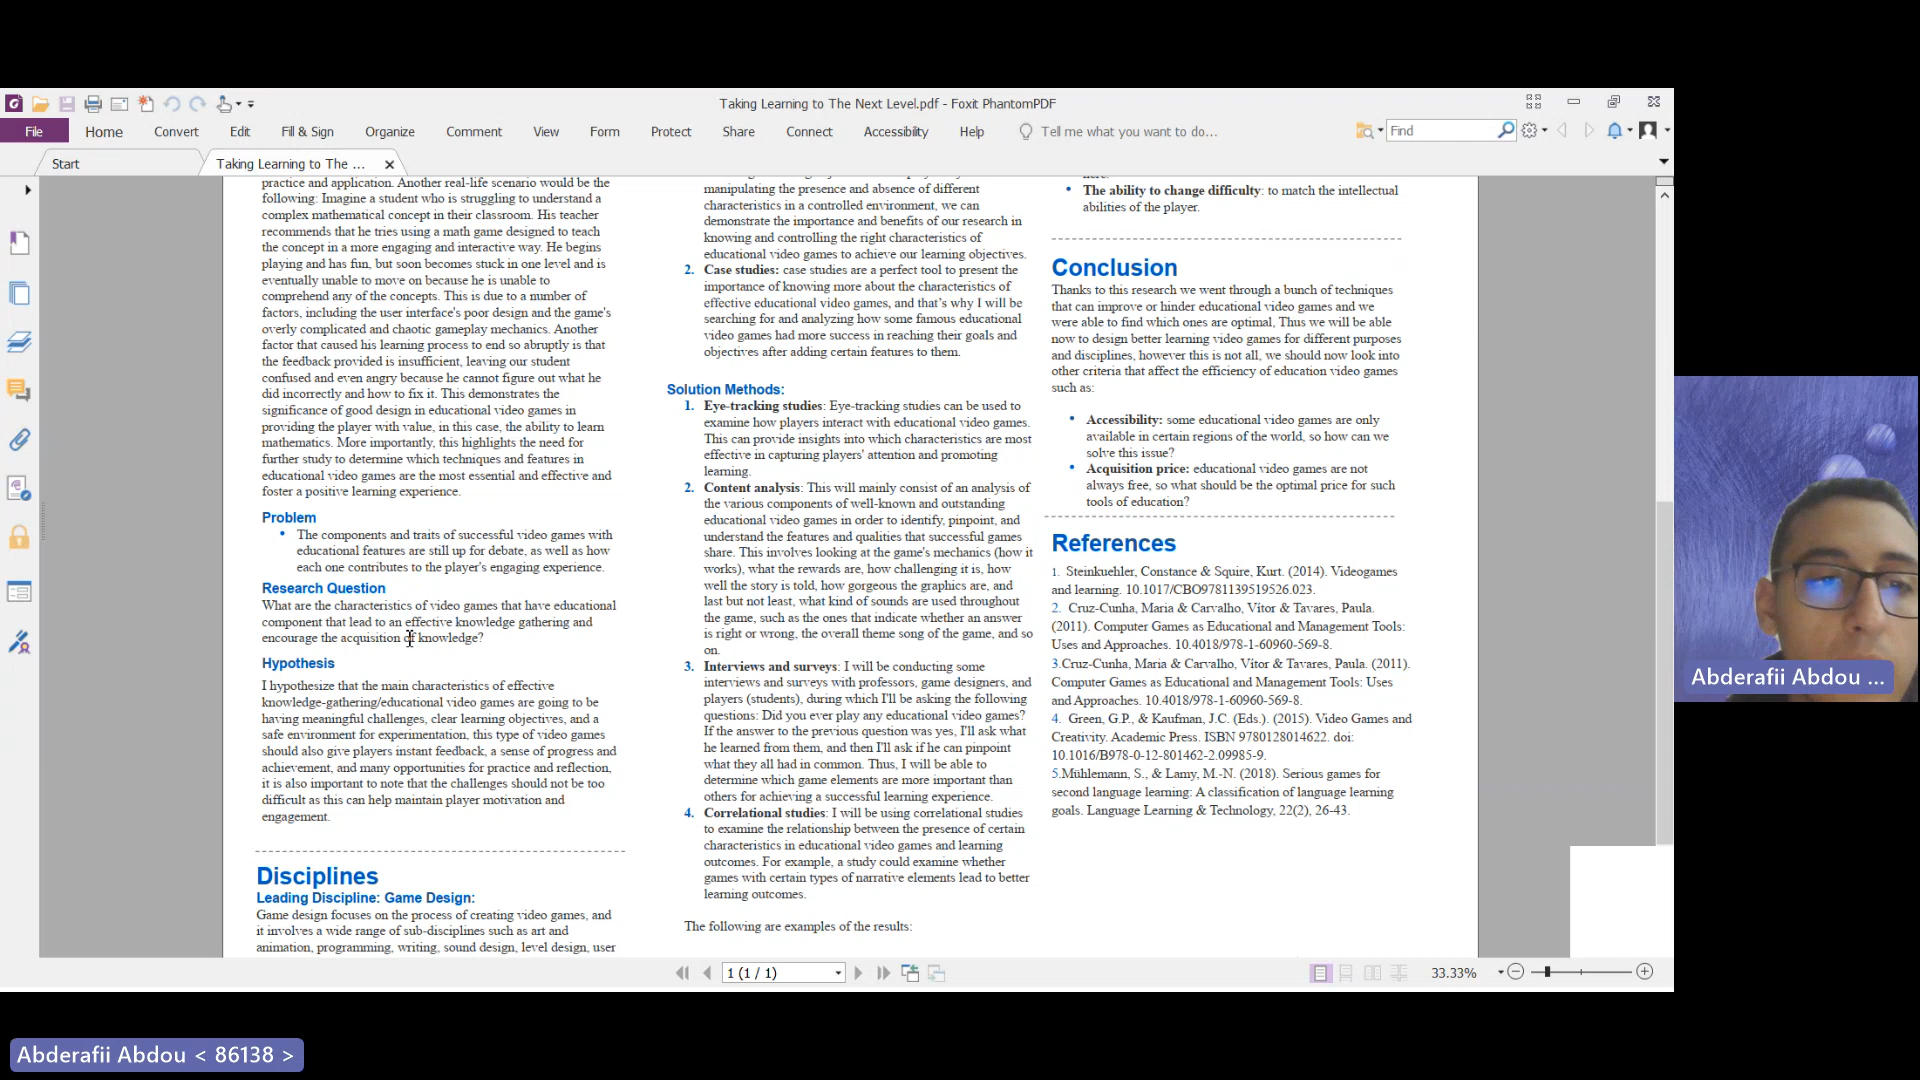 Taking Learning to The Next Level.pdf - Foxit PhantomPDF
File
Home
Convert
Edit
Fill & Sign
Organize
Comment
View
Form
Protect
Share
Connect
Accessibility
Help
Tell me what you want to do...
Find
Start
Taking Learning to The ...
practice and application. Another real-life scenario would be the
following: Imagine a student who is struggling to understand a
complex mathematical concept in their classroom. His teacher
recommends that he tries using a math game designed to teach
the concept in a more engaging and interactive way. He begins
playing and has fun, but soon becomes stuck in one level and is
eventually unable to move on because he is unable to
comprehend any of the concepts. This is due to a number of
factors, including the user interface's poor design and the game's
overly complicated and chaotic gameplay mechanics. Another
factor that caused his learning process to end so abruptly is that
the feedback provided is insufficient, leaving our student
confused and even angry because he cannot figure out what he
did incorrectly and how to fix it. This demonstrates the
significance of good design in educational video games in
providing the player with value, in this case, the ability to learn
mathematics. More importantly, this highlights the need for
further study to determine which techniques and features in
educational video games are the most essential and effective and
foster a positive learning experience.
Problem
• The components and traits of successful video games with
educational features are still up for debate, as well as how
each one contributes to the player's engaging experience.
Research Question
What are the characteristics of video games that have educational
component that lead to an effective knowledge gathering and
encourage the acquisition of knowledge?
Hypothesis
I hypothesize that the main characteristics of effective
knowledge-gathering/educational video games are going to be
having meaningful challenges, clear learning objectives, and a
safe environment for experimentation, this type of video games
should also give players instant feedback, a sense of progress and
achievement, and many opportunities for practice and reflection,
it is also important to note that the challenges should not be too
difficult as this can help maintain player motivation and
engagement.
Disciplines
Leading Discipline: Game Design:
Game design focuses on the process of creating video games, and
it involves a wide range of sub-disciplines such as art and
animation, programming, writing, sound design, level design, user
manipulating the presence and absence of different
characteristics in a controlled environment, we can
demonstrate the importance and benefits of our research in
knowing and controlling the right characteristics of
educational video games to achieve our learning objectives.
2. Case studies: case studies are a perfect tool to present the
importance of knowing more about the characteristics of
effective educational video games, and that's why I will be
searching for and analyzing how some famous educational
video games had more success in reaching their goals and
objectives after adding certain features to them.
Solution Methods:
1. Eye-tracking studies: Eye-tracking studies can be used to
examine how players interact with educational video games.
This can provide insights into which characteristics are most
effective in capturing players' attention and promoting
learning.
2. Content analysis: This will mainly consist of an analysis of
the various components of well-known and outstanding
educational video games in order to identify, pinpoint, and
understand the features and qualities that successful games
share. This involves looking at the game's mechanics (how it
works), what the rewards are, how challenging it is, how
well the story is told, how gorgeous the graphics are, and
last but not least, what kind of sounds are used throughout
the game, such as the ones that indicate whether an answer
is right or wrong, the overall theme song of the game, and so
on.
3. Interviews and surveys: I will be conducting some
interviews and surveys with professors, game designers, and
players (students), during which I'll be asking the following
questions: Did you ever play any educational video games?
If the answer to the previous question was yes, I'll ask what
he learned from them, and then I'll ask if he can pinpoint
what they all had in common. Thus, I will be able to
determine which game elements are more important than
others for achieving a successful learning experience.
4. Correlational studies: I will be using correlational studies
to examine the relationship between the presence of certain
characteristics in educational video games and learning
outcomes. For example, a study could examine whether
games with certain types of narrative elements lead to better
learning outcomes.
The following are examples of the results:
here.
• The ability to change difficulty: to match the intellectual
abilities of the player.
Conclusion
Thanks to this research we went through a bunch of techniques
that can improve or hinder educational video games and we
were able to find which ones are optimal, Thus we will be able
now to design better learning video games for different purposes
and disciplines, however this is not all, we should now look into
other criteria that affect the efficiency of education video games
such as:
• Accessibility: some educational video games are only
available in certain regions of the world, so how can we
solve this issue?
• Acquisition price: educational video games are not
always free, so what should be the optimal price for such
tools of education?
References
1. Steinkuehler, Constance & Squire, Kurt. (2014). Videogames
and learning. 10.1017/CBO9781139519526.023.
2. Cruz-Cunha, Maria & Carvalho, Vítor & Tavares, Paula.
(2011). Computer Games as Educational and Management Tools:
Uses and Approaches. 10.4018/978-1-60960-569-8.
3.Cruz-Cunha, Maria & Carvalho, Vítor & Tavares, Paula. (2011).
Computer Games as Educational and Management Tools: Uses
and Approaches. 10.4018/978-1-60960-569-8.
4. Green, G.P., & Kaufman, J.C. (Eds.). (2015). Video Games and
Creativity. Academic Press. ISBN 9780128014622. doi:
10.1016/B978-0-12-801462-2.09985-9.
5.Mühlemann, S., & Lamy, M.-N. (2018). Serious games for
second language learning: A classification of language learning
goals. Language Learning & Technology, 22(2), 26-43.
1 (1 / 1)
33.33%
Abderafii Abdou ...
Abderafii Abdou < 86138 >